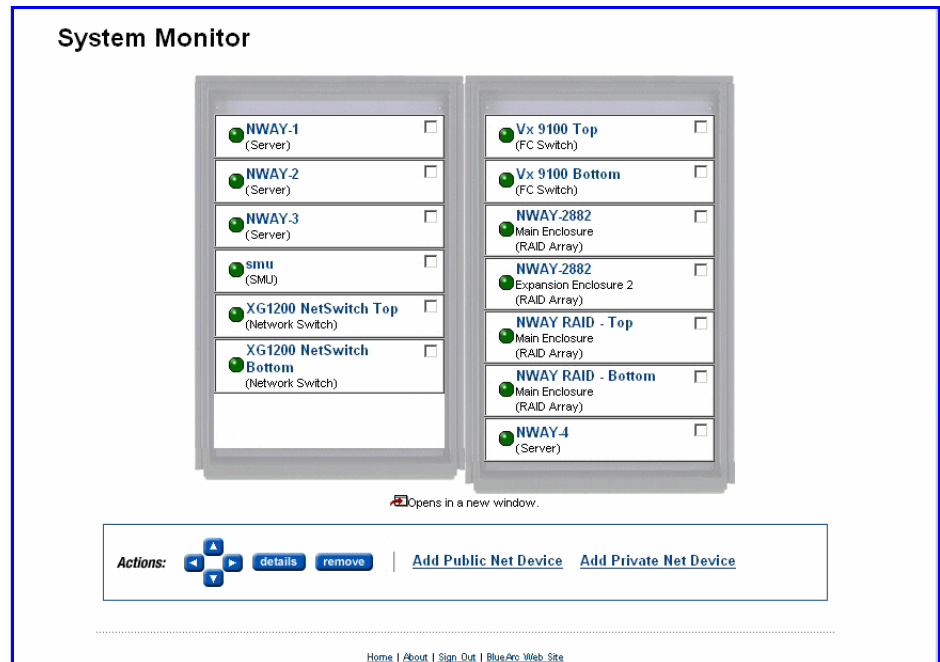 System Monitor
NWAY-1
(Server)
NWAY-2
(Server)
NWAY-3
(Server)
smu
(SMU)
XG1200 NetSwitch Top
(Network Switch)
XG1200 NetSwitch
Bottom
(Network Switch)
Vx 9100 Top
(FC Switch)
Vx 9100 Bottom
(FC Switch)
NWAY-2882
Main Enclosure
(RAID Array)
NWAY-2882
Expansion Enclosure 2
(RAID Array)
NWAY RAID - Top
Main Enclosure
(RAID Array)
NWAY RAID - Bottom
Main Enclosure
(RAID Array)
NWAY-4
(Server)
Opens in a new window.
Actions: details remove | Add Public Net Device Add Private Net Device
Home | About | Sign Out | BlueArc Web Site